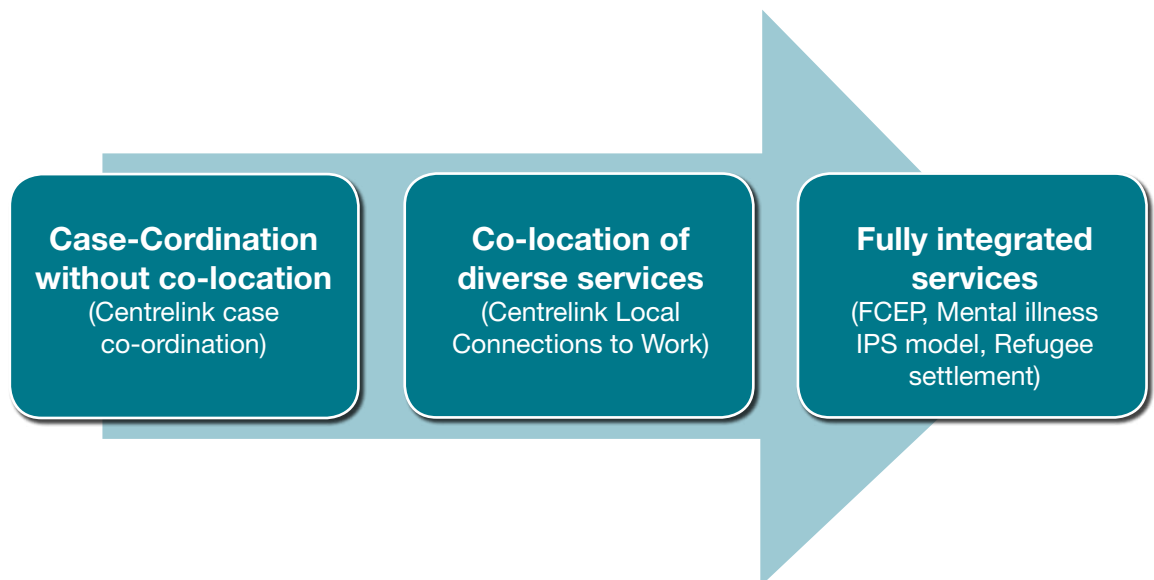 Case-Cordination
without co-location
(Centrelink case
co-ordination)
Co-location of
diverse services
(Centrelink Local
Connections to Work)
Fully integrated
services
(FCEP, Mental illness
IPS model, Refugee
settlement)